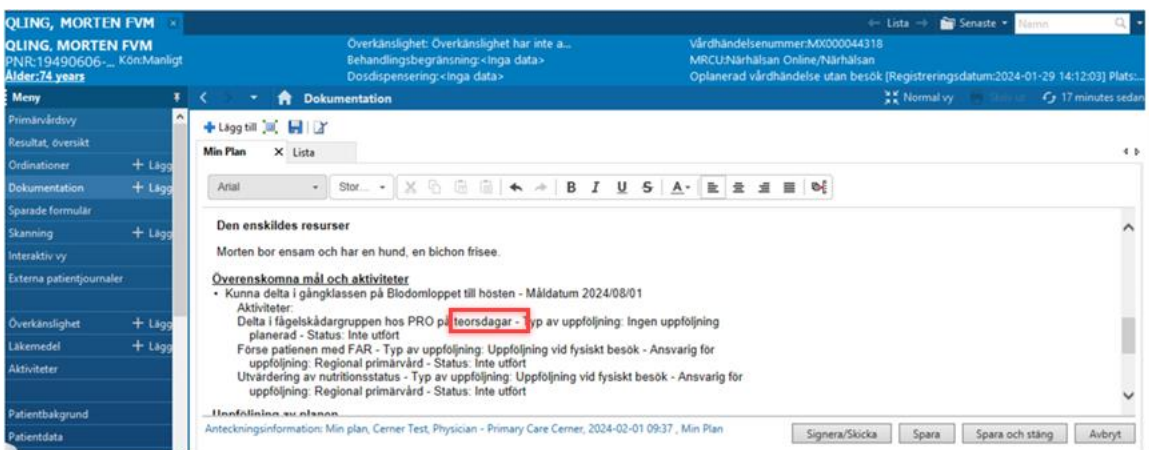 QLING, MORTEN FVM ×
Lista Senaste Namn
QLING, MORTEN FVM
PNR:19490606-... Kön:Manligt
Ålder:74 years
Överkänslighet: Överkänslighet har inte a...
Behandlingsbegränsning:<Inga data>
Dosdispensering:<Inga data>
Vårdhändelsenummer:MX000044318
MRCU:Närhälsan Online/Närhälsan
Oplanerad vårdhändelse utan besök [Registreringsdatum:2024-01-29 14:12:03] Plats:...
Meny
Dokumentation
Normal vy Skriv ut 17 minutes sedan
Primärvårdsvy
Resultat, översikt
Ordinationer + Lägg
Dokumentation + Lägg
Sparade formulär
Skanning + Lägg
Interaktiv vy
Externa patientjournaler
Överkänslighet + Lägg
Läkemedel + Lägg
Aktiviteter
Patientbakgrund
Patientdata
+ Lägg till
Min Plan X Lista
Arial Stor... B I U S A
Den enskildes resurser
Morten bor ensam och har en hund, en bichon frisee.
Överenskomna mål och aktiviteter
• Kunna delta i gångklassen på Blodomloppet till hösten - Måldatum 2024/08/01
Aktiviteter:
Delta i fågelskådargruppen hos PRO på teorsdagar - Typ av uppföljning: Ingen uppföljning
planerad - Status: Inte utfört
Förse patienen med FAR - Typ av uppföljning: Uppföljning vid fysiskt besök - Ansvarig för
uppföljning: Regional primärvård - Status: Inte utfört
Utvärdering av nutritionsstatus - Typ av uppföljning: Uppföljning vid fysiskt besök - Ansvarig för
uppföljning: Regional primärvård - Status: Inte utfört
Uppföljning av planen
Anteckningsinformation: Min plan, Cerner Test, Physician - Primary Care Cerner, 2024-02-01 09:37 , Min Plan
Signera/Skicka Spara Spara och stäng Avbryt